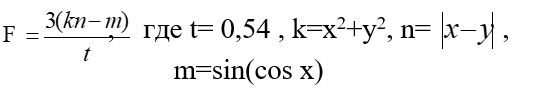 F = 3(kn−m)/t, где t= 0,54 , k=x²+y², n= |x−y| ,
m=sin(cos x)